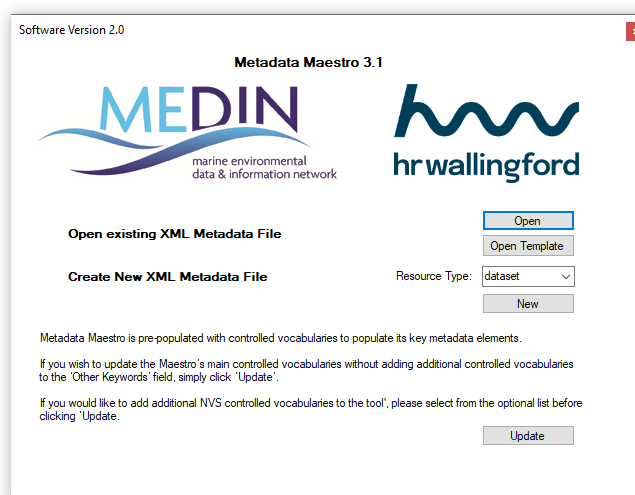 Software Version 2.0
Metadata Maestro 3.1
MEDIN
marine environmental
data & information network
hr wallingford
Open existing XML Metadata File
Open
Open Template
Create New XML Metadata File
Resource Type:
dataset
New
Metadata Maestro is pre-populated with controlled vocabularies to populate its key metadata elements.
If you wish to update the Maestro's main controlled vocabularies without adding additional controlled vocabularies
to the 'Other Keywords' field, simply click 'Update'.
If you would like to add additional NVS controlled vocabularies to the tool', please select from the optional list before
clicking 'Update.
Update